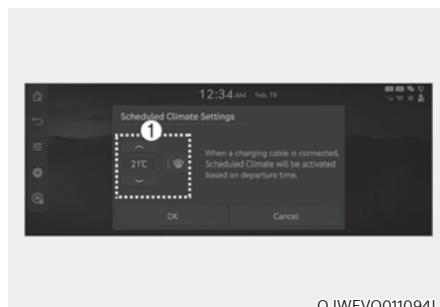 12:34 AM Feb. 19
Scheduled Climate Settings
1
21℃
When a charging cable is connected,
Scheduled Climate will be activated
based on departure time.
OK
Cancel